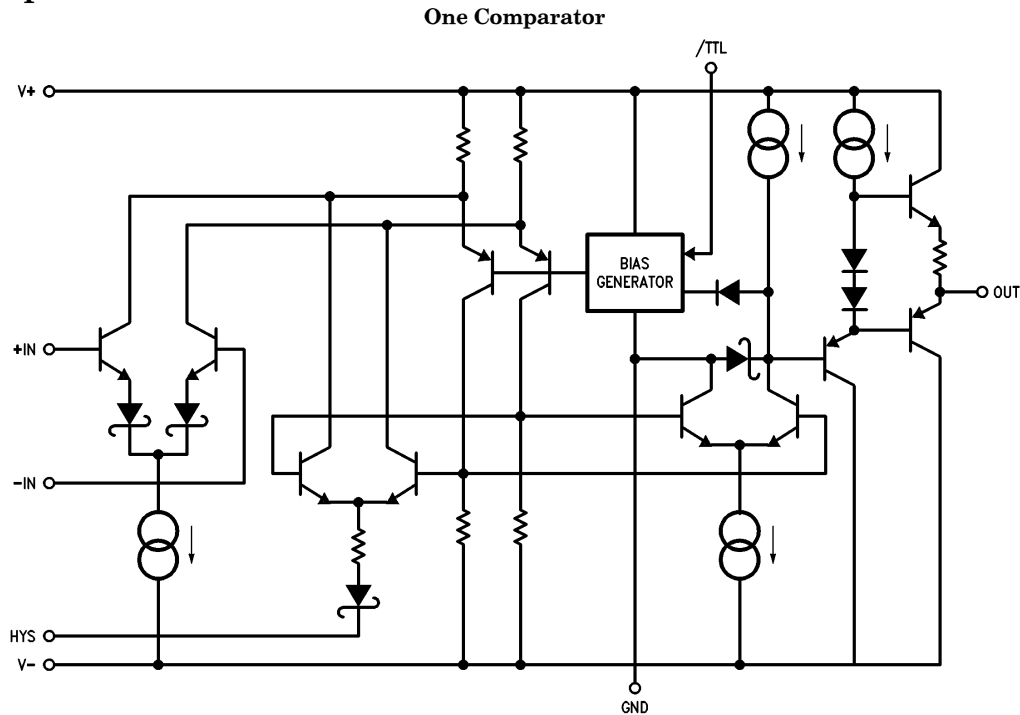 One Comparator
/TTL
V+
BIAS
GENERATOR
OUT
+IN
-IN
HYS
V-
GND